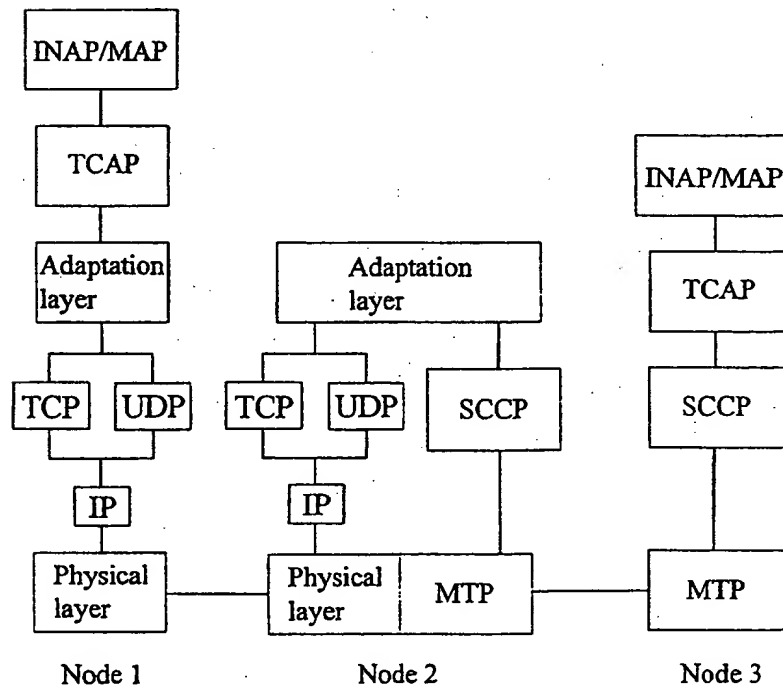 INAP/MAP
TCAP
Adaptation
layer
TCP
UDP
IP
Physical
layer
Node 1
Adaptation
layer
TCP
UDP
SCCP
IP
Physical
layer
MTP
Node 2
INAP/MAP
TCAP
SCCP
MTP
Node 3